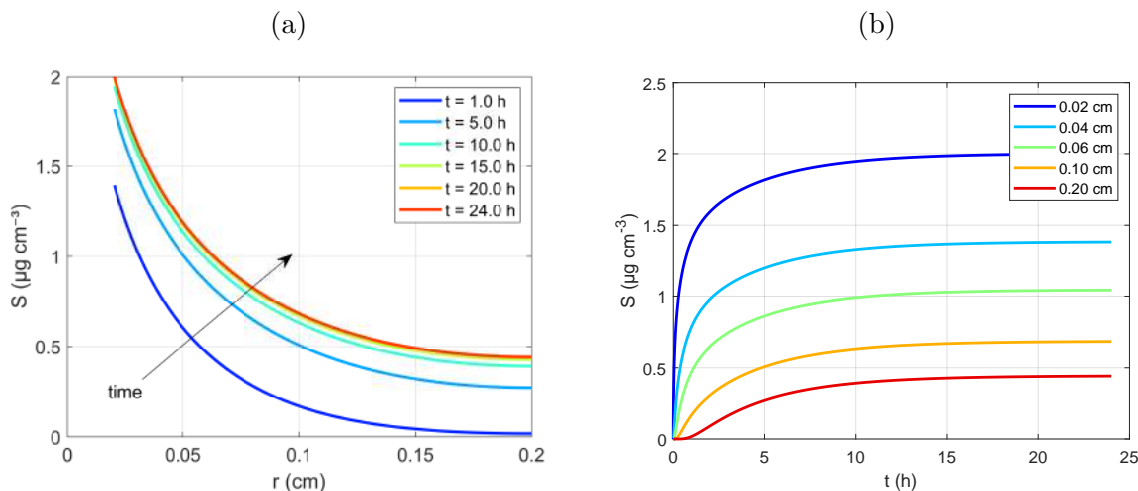 (a)
2
1.5
1
0.5
0
S (µg cm⁻³)
0
0.05
0.1
0.15
0.2
r (cm)
t = 1.0 h
t = 5.0 h
t = 10.0 h
t = 15.0 h
t = 20.0 h
t = 24.0 h
time
(b)
2.5
2
1.5
1
0.5
0
S (µg cm⁻³)
0
5
10
15
20
25
t (h)
0.02 cm
0.04 cm
0.06 cm
0.10 cm
0.20 cm